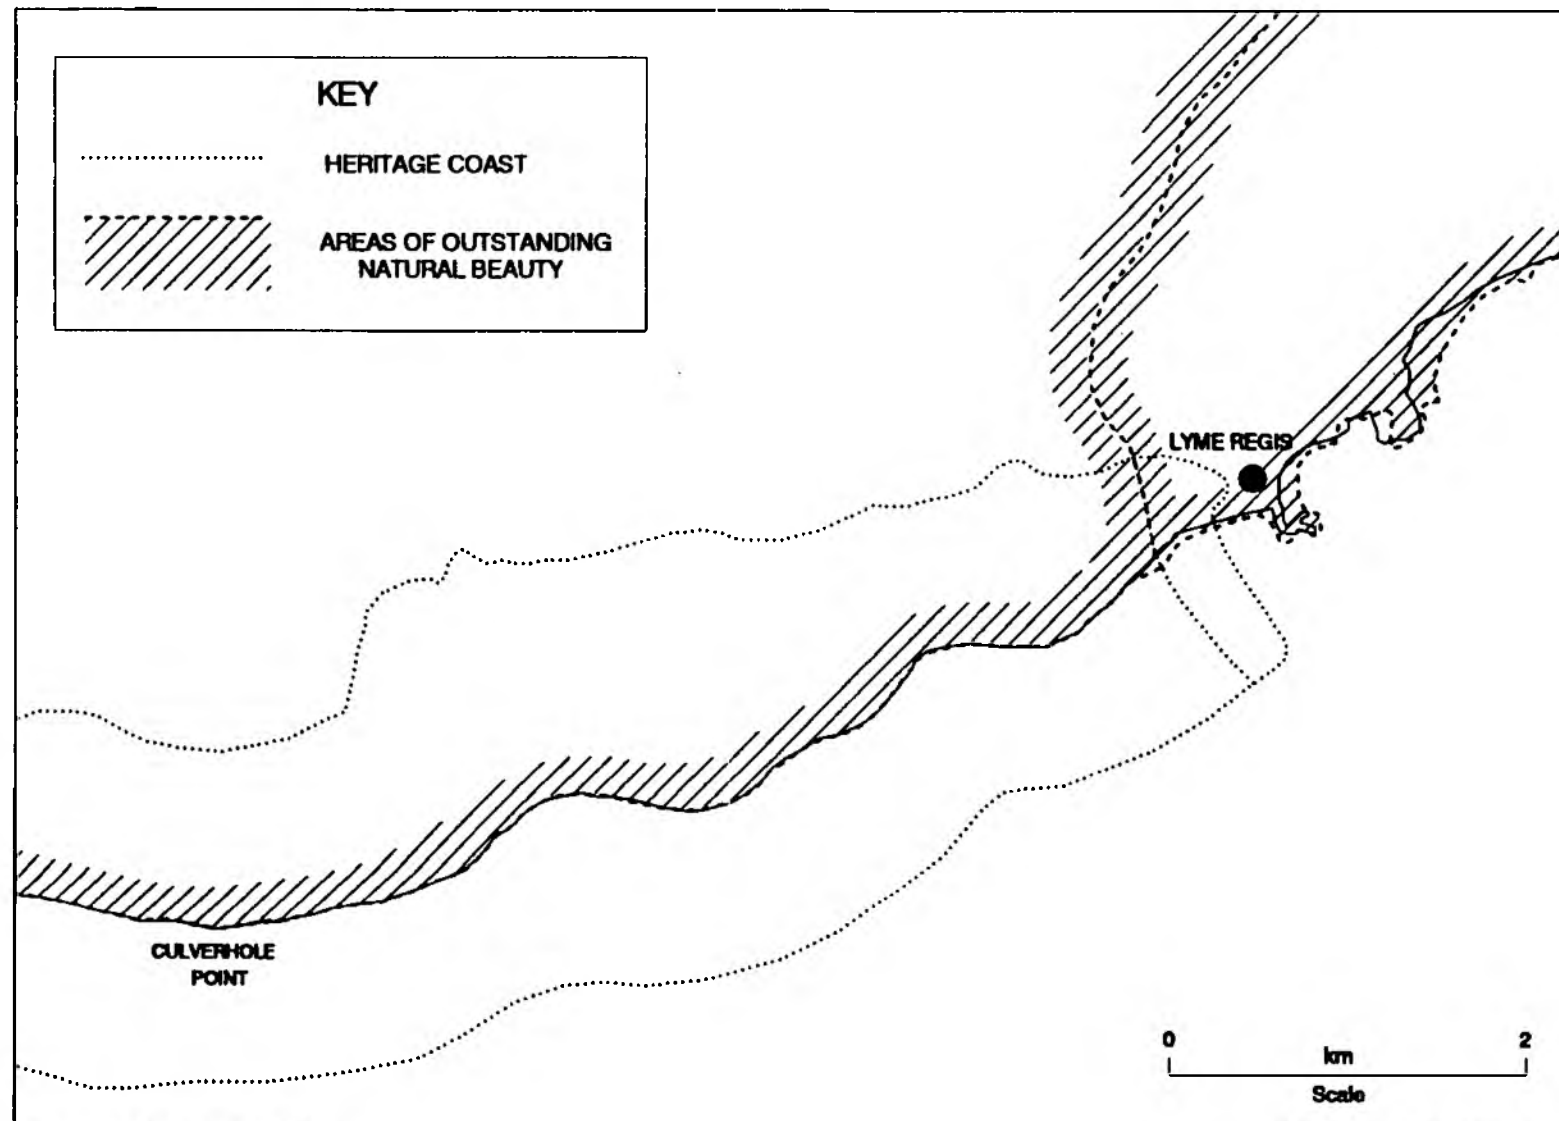 KEY
HERITAGE COAST
AREAS OF OUTSTANDING
NATURAL BEAUTY
LYME REGIS
CULVERHOLE
POINT
0 2
km
Scale